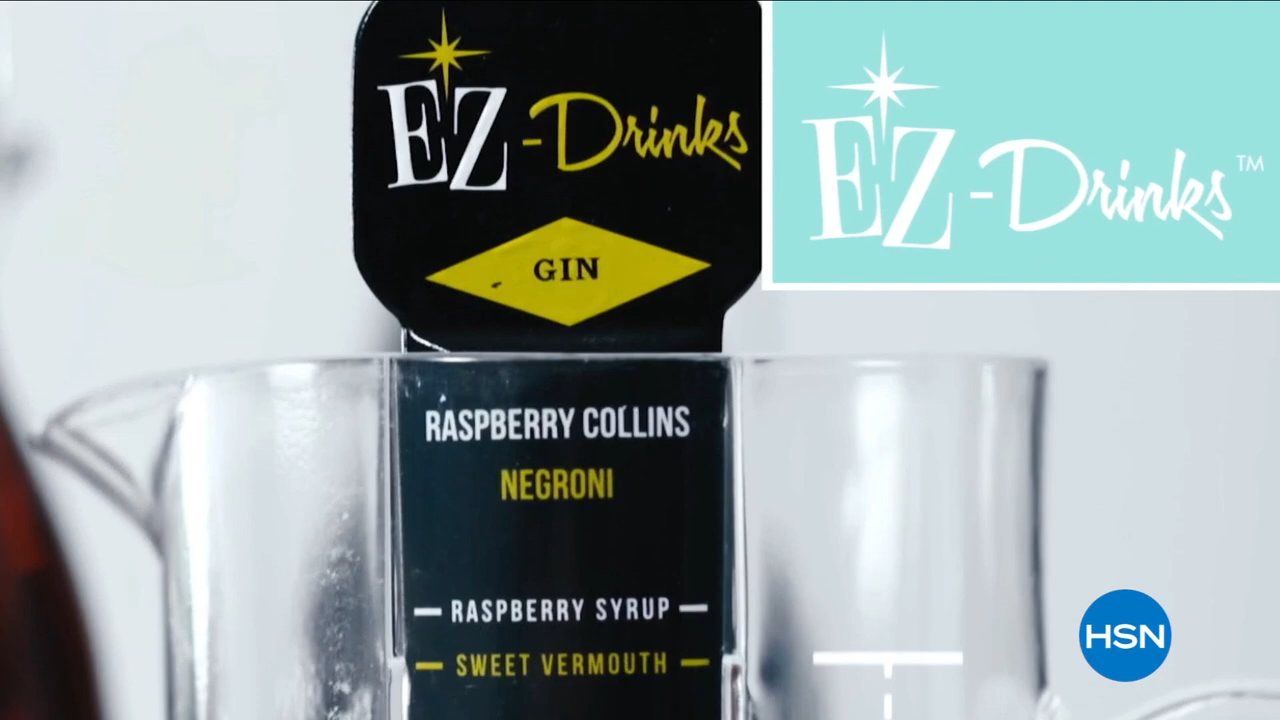 EZ-Drinks
GIN
RASPBERRY COLLINS
NEGRONI
RASPBERRY SYRUP
SWEET VERMOUTH
EZ-Drinks™
HSN